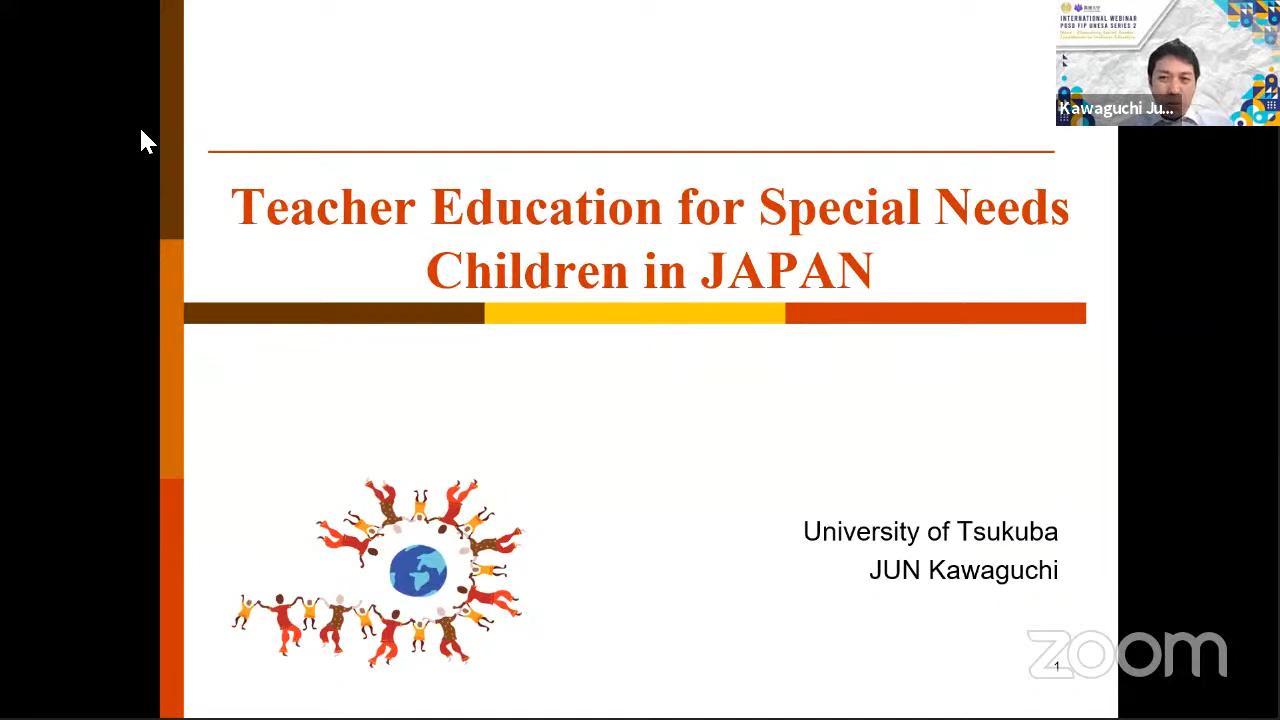 INTERNATIONAL WEBINAR
PGSD FIP UNESA SERIES 2
Kawaguchi Ju...
Teacher Education for Special Needs
Children in JAPAN
University of Tsukuba
JUN Kawaguchi
zoom
1